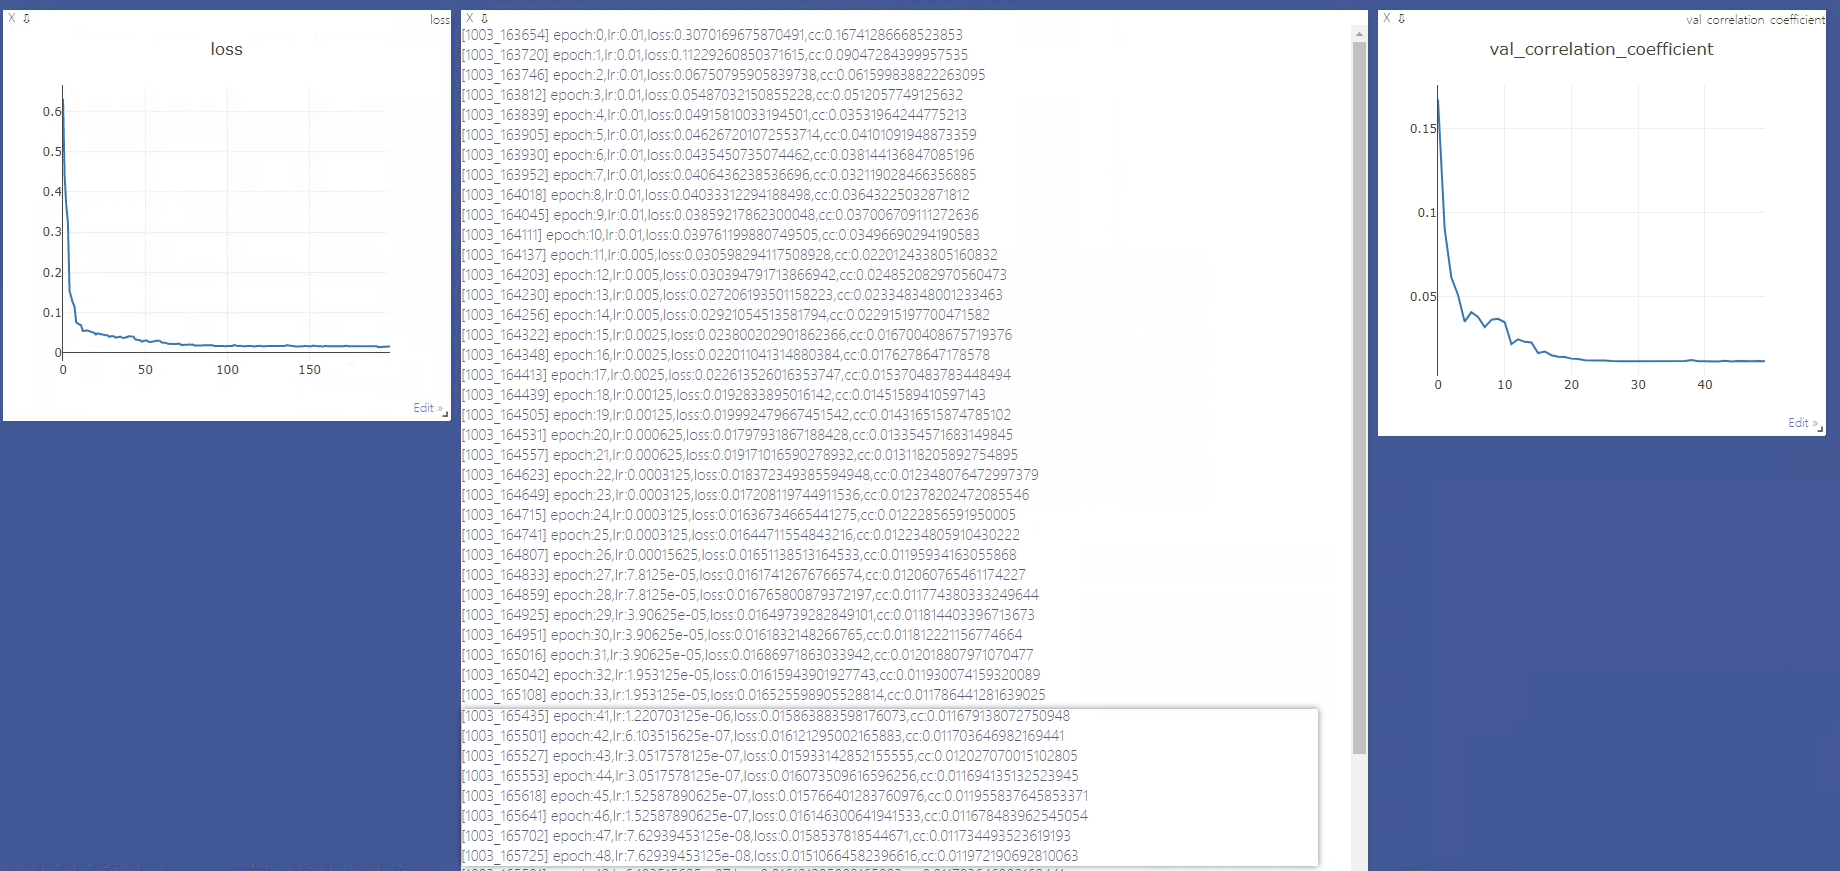 X ⇩ loss
loss
0.6
0.5
0.4
0.3
0.2
0.1
0
0 50 100 150
Edit »
X ⇩
[1003_163654] epoch:0,lr:0.01,loss:0.3070169675870491,cc:0.16741286668523853
[1003_163720] epoch:1,lr:0.01,loss:0.11229260850371615,cc:0.09047284399957535
[1003_163746] epoch:2,lr:0.01,loss:0.06750795905839738,cc:0.061599838822263095
[1003_163812] epoch:3,lr:0.01,loss:0.05487032150855228,cc:0.0512057749125632
[1003_163839] epoch:4,lr:0.01,loss:0.04915810033194501,cc:0.03531964244775213
[1003_163905] epoch:5,lr:0.01,loss:0.046267201072553714,cc:0.04101091948873359
[1003_163930] epoch:6,lr:0.01,loss:0.0435450735074462,cc:0.038144136847085196
[1003_163952] epoch:7,lr:0.01,loss:0.0406436238536696,cc:0.032119028466356885
[1003_164018] epoch:8,lr:0.01,loss:0.04033312294188498,cc:0.03643225032871812
[1003_164045] epoch:9,lr:0.01,loss:0.03859217862300048,cc:0.037006709111272636
[1003_164111] epoch:10,lr:0.01,loss:0.039761199880749505,cc:0.03496690294190583
[1003_164137] epoch:11,lr:0.005,loss:0.030598294117508928,cc:0.022012433805160832
[1003_164203] epoch:12,lr:0.005,loss:0.030394791713866942,cc:0.024852082970560473
[1003_164230] epoch:13,lr:0.005,loss:0.027206193501158223,cc:0.023348348001233463
[1003_164256] epoch:14,lr:0.005,loss:0.02921054513581794,cc:0.022915197700471582
[1003_164322] epoch:15,lr:0.0025,loss:0.023800202901862366,cc:0.016700408675719376
[1003_164348] epoch:16,lr:0.0025,loss:0.022011041314880384,cc:0.0176278647178578
[1003_164413] epoch:17,lr:0.0025,loss:0.022613526016353747,cc:0.015370483783448494
[1003_164439] epoch:18,lr:0.00125,loss:0.0192833895016142,cc:0.01451589410597143
[1003_164505] epoch:19,lr:0.00125,loss:0.019992479667451542,cc:0.014316515874785102
[1003_164531] epoch:20,lr:0.000625,loss:0.01797931867188428,cc:0.013354571683149845
[1003_164557] epoch:21,lr:0.000625,loss:0.019171016590278932,cc:0.013118205892754895
[1003_164623] epoch:22,lr:0.0003125,loss:0.018372349385594948,cc:0.012348076472997379
[1003_164649] epoch:23,lr:0.0003125,loss:0.017208119744911536,cc:0.012378202472085546
[1003_164715] epoch:24,lr:0.0003125,loss:0.01636734665441275,cc:0.01222856591950005
[1003_164741] epoch:25,lr:0.0003125,loss:0.01644711554843216,cc:0.012234805910430222
[1003_164807] epoch:26,lr:0.00015625,loss:0.01651138513164533,cc:0.01195934163055868
[1003_164833] epoch:27,lr:7.8125e-05,loss:0.01617412676766574,cc:0.012060765461174227
[1003_164859] epoch:28,lr:7.8125e-05,loss:0.016765800879372197,cc:0.011774380333249644
[1003_164925] epoch:29,lr:3.90625e-05,loss:0.01649739282849101,cc:0.011814403396713673
[1003_164951] epoch:30,lr:3.90625e-05,loss:0.0161832148266765,cc:0.011812221156774664
[1003_165016] epoch:31,lr:3.90625e-05,loss:0.01686971863033942,cc:0.012018807971070477
[1003_165042] epoch:32,lr:1.953125e-05,loss:0.01615943901927743,cc:0.011930074159320089
[1003_165108] epoch:33,lr:1.953125e-05,loss:0.016525598905528814,cc:0.011786441281639025
[1003_165435] epoch:41,lr:1.220703125e-06,loss:0.015863883598176073,cc:0.011679138072750948
[1003_165501] epoch:42,lr:6.103515625e-07,loss:0.016121295002165883,cc:0.011703646982169441
[1003_165527] epoch:43,lr:3.0517578125e-07,loss:0.015933142852155555,cc:0.012027070015102805
[1003_165553] epoch:44,lr:3.0517578125e-07,loss:0.016073509616596256,cc:0.011694135132523945
[1003_165618] epoch:45,lr:1.52587890625e-07,loss:0.015766401283760976,cc:0.011955837645853371
[1003_165641] epoch:46,lr:1.52587890625e-07,loss:0.016146300641941533,cc:0.011678483962545054
[1003_165702] epoch:47,lr:7.62939453125e-08,loss:0.0158537818544671,cc:0.011734493523619193
[1003_165725] epoch:48,lr:7.62939453125e-08,loss:0.01510664582396616,cc:0.011972190692810063
X ⇩ val_correlation_coefficient
val_correlation_coefficient
0.15
0.1
0.05
0 10 20 30 40
Edit »